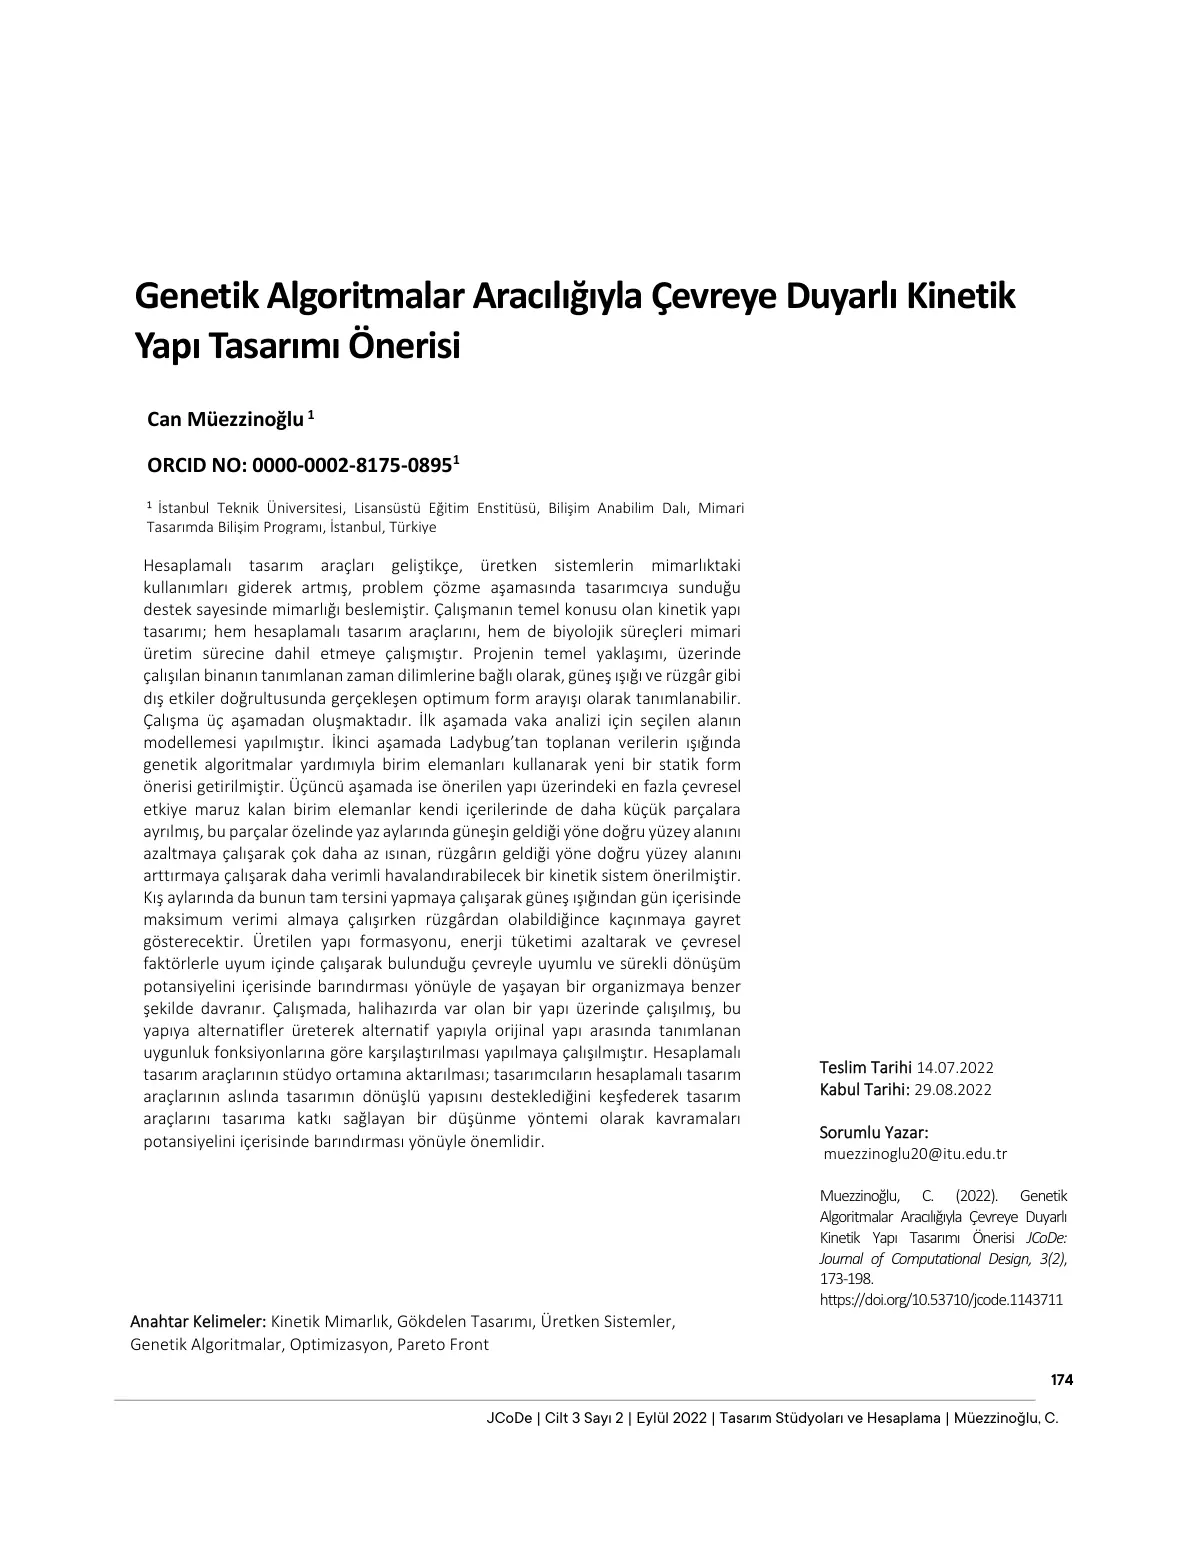 Genetik Algoritmalar Aracılığıyla Çevreye Duyarlı Kinetik
Yapı Tasarımı Önerisi
Can Müezzinoğlu 1
ORCID NO: 0000-0002-8175-08951
1 İstanbul Teknik Üniversitesi, Lisansüstü Eğitim Enstitüsü, Bilişim Anabilim Dalı, Mimari
Tasarımda Bilişim Programı, İstanbul, Türkiye
Hesaplamalı tasarım araçları geliştikçe, üretken sistemlerin mimarlıktaki
kullanımları giderek artmış, problem çözme aşamasında tasarımcıya sunduğu
destek sayesinde mimarlığı beslemiştir. Çalışmanın temel konusu olan kinetik yapı
tasarımı; hem hesaplamalı tasarım araçlarını, hem de biyolojik süreçleri mimari
üretim sürecine dahil etmeye çalışmıştır. Projenin temel yaklaşımı, üzerinde
çalışılan binanın tanımlanan zaman dilimlerine bağlı olarak, güneş ışığı ve rüzgâr gibi
dış etkiler doğrultusunda gerçekleşen optimum form arayışı olarak tanımlanabilir.
Çalışma üç aşamadan oluşmaktadır. İlk aşamada vaka analizi için seçilen alanın
modellemesi yapılmıştır. İkinci aşamada Ladybug’tan toplanan verilerin ışığında
genetik algoritmalar yardımıyla birim elemanları kullanarak yeni bir statik form
önerisi getirilmiştir. Üçüncü aşamada ise önerilen yapı üzerindeki en fazla çevresel
etkiye maruz kalan birim elemanlar kendi içerilerinde de daha küçük parçalara
ayrılmış, bu parçalar özelinde yaz aylarında güneşin geldiği yöne doğru yüzey alanını
azaltmaya çalışarak çok daha az ısınan, rüzgârın geldiği yöne doğru yüzey alanını
arttırmaya çalışarak daha verimli havalandırabilecek bir kinetik sistem önerilmiştir.
Kış aylarında da bunun tam tersini yapmaya çalışarak güneş ışığından gün içerisinde
maksimum verimi almaya çalışırken rüzgârdan olabildiğince kaçınmaya gayret
gösterecektir. Üretilen yapı formasyonu, enerji tüketimi azaltarak ve çevresel
faktörlerle uyum içinde çalışarak bulunduğu çevreyle uyumlu ve sürekli dönüşüm
potansiyelini içerisinde barındırması yönüyle de yaşayan bir organizmaya benzer
şekilde davranır. Çalışmada, halihazırda var olan bir yapı üzerinde çalışılmış, bu
yapıya alternatifler üreterek alternatif yapıyla orijinal yapı arasında tanımlanan
uygunluk fonksiyonlarına göre karşılaştırılması yapılmaya çalışılmıştır. Hesaplamalı
tasarım araçlarının stüdyo ortamına aktarılması; tasarımcıların hesaplamalı tasarım
araçlarının aslında tasarımın dönüşlü yapısını desteklediğini keşfederek tasarım
araçlarını tasarıma katkı sağlayan bir düşünme yöntemi olarak kavramaları
potansiyelini içerisinde barındırması yönüyle önemlidir.
Teslim Tarihi 14.07.2022
Kabul Tarihi: 29.08.2022
Sorumlu Yazar:
muezzinoglu20@itu.edu.tr
Muezzinoğlu, C. (2022). Genetik
Algoritmalar Aracılığıyla Çevreye Duyarlı
Kinetik Yapı Tasarımı Önerisi JCoDe:
Journal of Computational Design, 3(2),
173-198.
https://doi.org/10.53710/jcode.1143711
Anahtar Kelimeler: Kinetik Mimarlık, Gökdelen Tasarımı, Üretken Sistemler,
Genetik Algoritmalar, Optimizasyon, Pareto Front
174
JCoDe | Cilt 3 Sayı 2 | Eylül 2022 | Tasarım Stüdyoları ve Hesaplama | Müezzinoğlu, C.